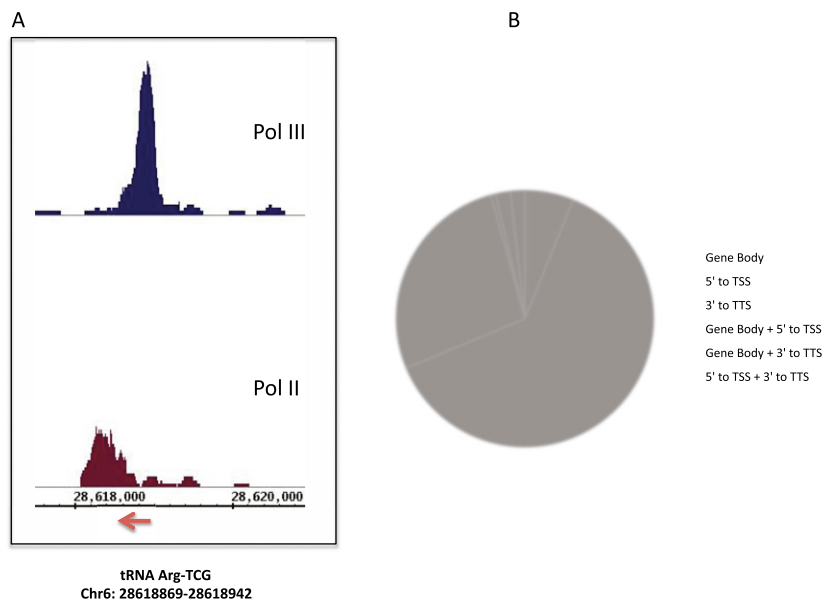 A
B
Pol III
Pol II
28,618,000
28,620,000
tRNA Arg-TCG
Chr6: 28618869-28618942
Gene Body
5' to TSS
3' to TTS
Gene Body + 5' to TSS
Gene Body + 3' to TTS
5' to TSS + 3' to TTS